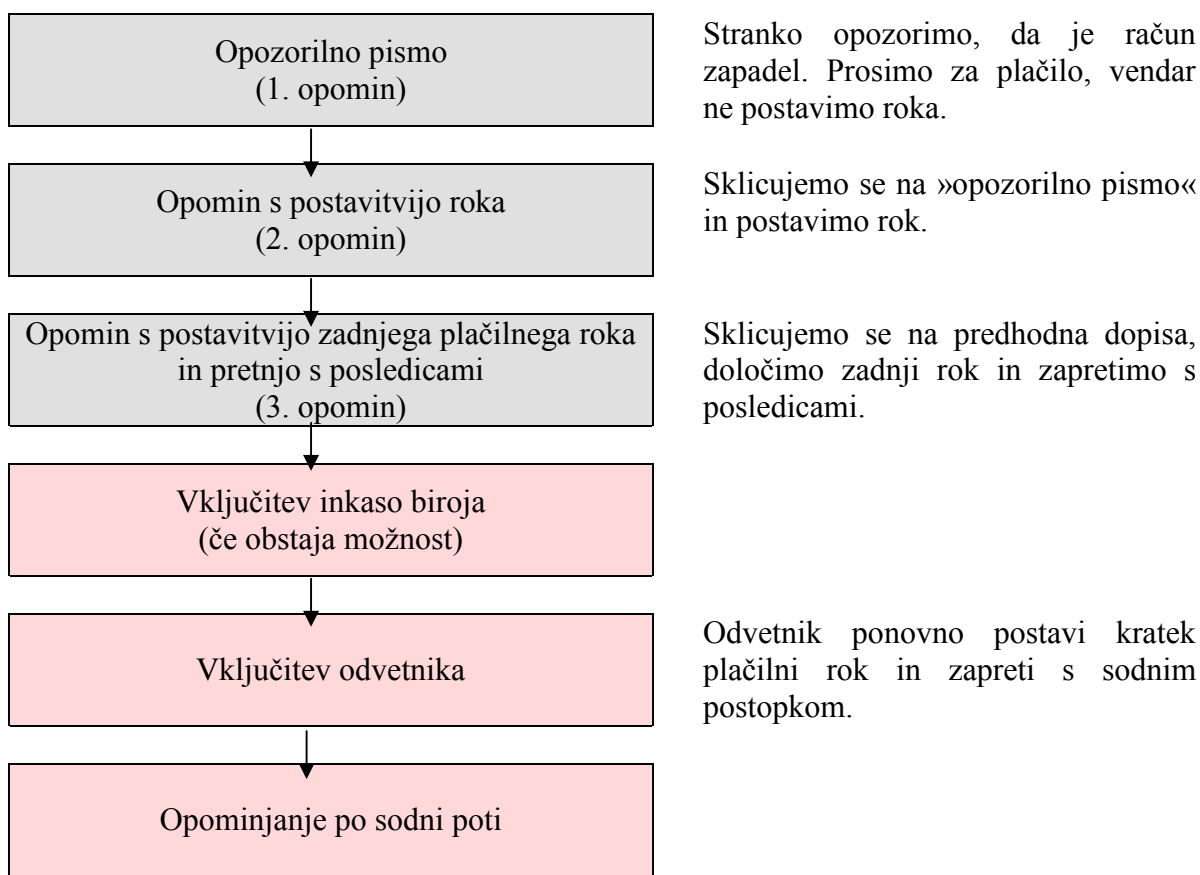 Opozorilno pismo
(1. opomin)
Stranko opozorimo, da je račun
zapadel. Prosimo za plačilo, vendar
ne postavimo roka.
Opomin s postavitvijo roka
(2. opomin)
Sklicujemo se na »opozorilno pismo«
in postavimo rok.
Opomin s postavitvijo zadnjega plačilnega roka
in pretnjo s posledicami
(3. opomin)
Sklicujemo se na predhodna dopisa,
določimo zadnji rok in zapretimo s
posledicami.
Vključitev inkaso biroja
(če obstaja možnost)
Vključitev odvetnika
Odvetnik ponovno postavi kratek
plačilni rok in zapreti s sodnim
postopkom.
Opominjanje po sodni poti